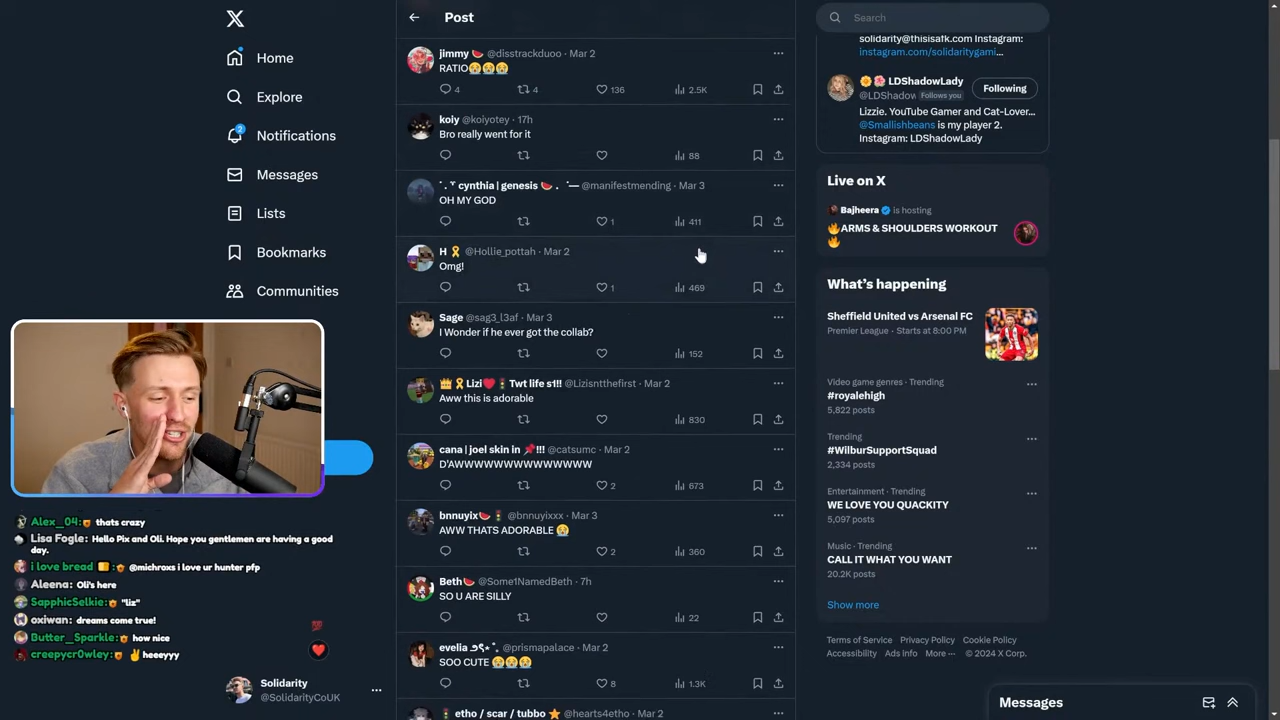 Home
Explore
Notifications
2
Messages
Lists
Bookmarks
Communities
Alex_04: thats crazy
Lisa Fogle: Hello Pix and Oli. Hope you gentlemen are having a good
day.
i love bread : @michroxs i love ur hunter pfp
Aleena: Oli's here
SapphicSelkie: "liz"
oxiwan: dreams come true!
Butter_Sparkle: how nice
creepycr0wley: ✌heeeyyy
Solidarity
@SolidarityCoUK
Post
jimmy 🍉 @disstrackduoo · Mar 2
RATIO😭😭😭
4 4 136 2.5K
koiy @koiyotey · 17h
Bro really went for it
88
cynthia | genesis 🍉 . ˙— @manifestmending · Mar 3
OH MY GOD
1 411
H 🎗 @Hollie_pottah · Mar 2
Omg!
1 469
Sage @sag3_l3af · Mar 3
I Wonder if he ever got the collab?
152
👑🎗Lizi❤️🚦Twt life s1!! @Lizisntthefirst · Mar 2
Aww this is adorable
830
cana | joel skin in 📌!!! @catsumc · Mar 2
D'AWWWWWWWWWWWWWW
2 673
bnnuyix🍉🚦 @bnnuyixxx · Mar 3
AWW THATS ADORABLE 😭
2 360
Beth🍉 @Some1NamedBeth · 7h
SO U ARE SILLY
22
evelia @prismapalace · Mar 2
SOO CUTE 😭😭😭
8 1.3K
🚦 etho / scar / tubbo ⭐ @hearts4etho · Mar 2
Search
solidarity@thisisafk.com Instagram:
instagram.com/solidaritygami...
🌼🌺 LDShadowLady
@LDShadow Follows you
Following
Lizzie. YouTube Gamer and Cat-Lover...
@Smallishbeans is my player 2.
Instagram: LDShadowLady
Live on X
Bajheera is hosting
🔥ARMS & SHOULDERS WORKOUT
🔥
What's happening
Sheffield United vs Arsenal FC
Premier League · Starts at 8:00 PM
Video game genres · Trending
#royalehigh
5,822 posts
Trending
#WilburSupportSquad
2,334 posts
Entertainment · Trending
WE LOVE YOU QUACKITY
5,097 posts
Music · Trending
CALL IT WHAT YOU WANT
20.2K posts
Show more
Terms of Service Privacy Policy Cookie Policy
Accessibility Ads Info More ··· © 2024 X Corp.
Messages